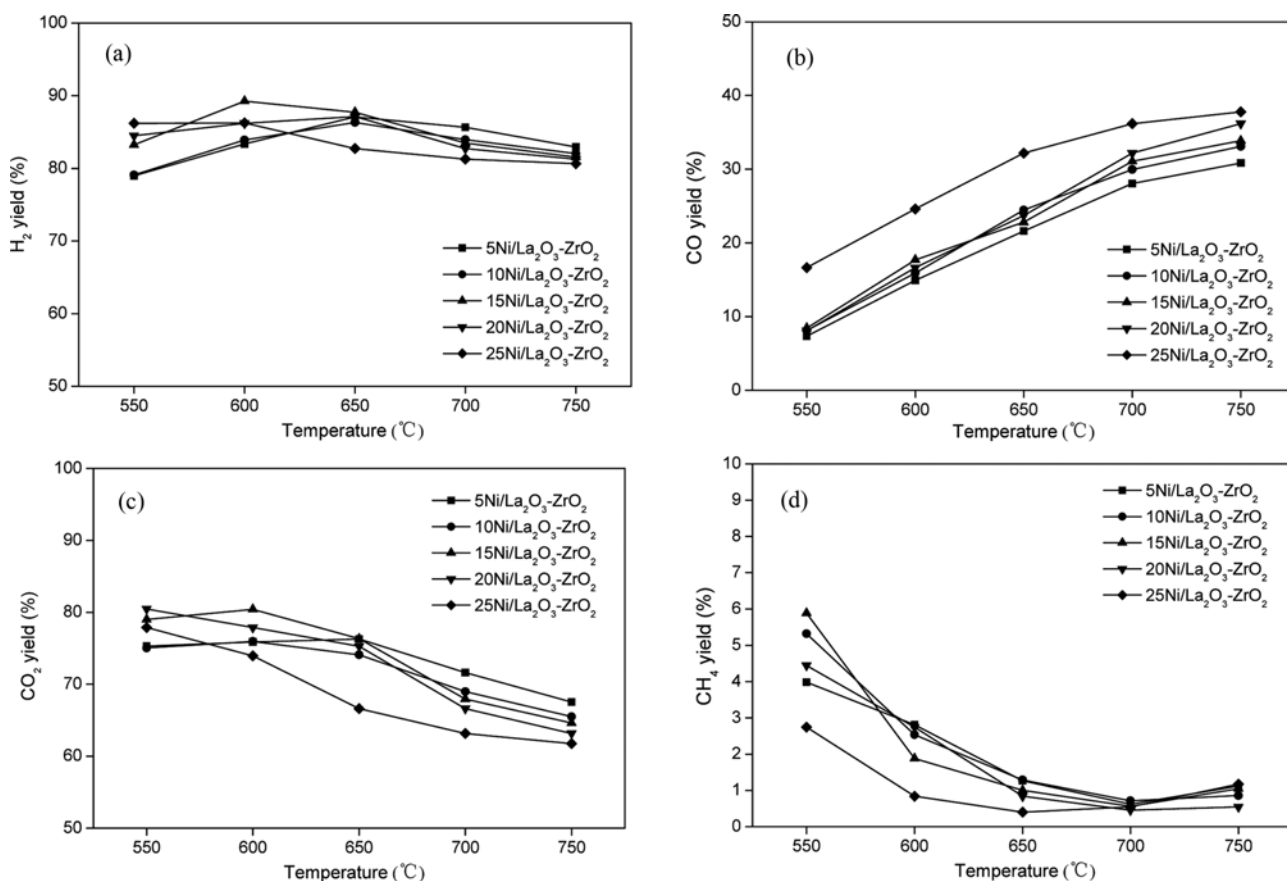 (a)
H₂ yield (%)
100
90
80
70
60
50
5Ni/La₂O₃-ZrO₂
10Ni/La₂O₃-ZrO₂
15Ni/La₂O₃-ZrO₂
20Ni/La₂O₃-ZrO₂
25Ni/La₂O₃-ZrO₂
550 600 650 700 750
Temperature (℃)
(b)
CO yield (%)
50
40
30
20
10
0
5Ni/La₂O₃-ZrO₂
10Ni/La₂O₃-ZrO₂
15Ni/La₂O₃-ZrO₂
20Ni/La₂O₃-ZrO₂
25Ni/La₂O₃-ZrO₂
550 600 650 700 750
Temperature (℃)
(c)
CO₂ yield (%)
100
90
80
70
60
50
5Ni/La₂O₃-ZrO₂
10Ni/La₂O₃-ZrO₂
15Ni/La₂O₃-ZrO₂
20Ni/La₂O₃-ZrO₂
25Ni/La₂O₃-ZrO₂
550 600 650 700 750
Temperature (℃)
(d)
CH₄ yield (%)
10
9
8
7
6
5
4
3
2
1
0
5Ni/La₂O₃-ZrO₂
10Ni/La₂O₃-ZrO₂
15Ni/La₂O₃-ZrO₂
20Ni/La₂O₃-ZrO₂
25Ni/La₂O₃-ZrO₂
550 600 650 700 750
Temperature (℃)